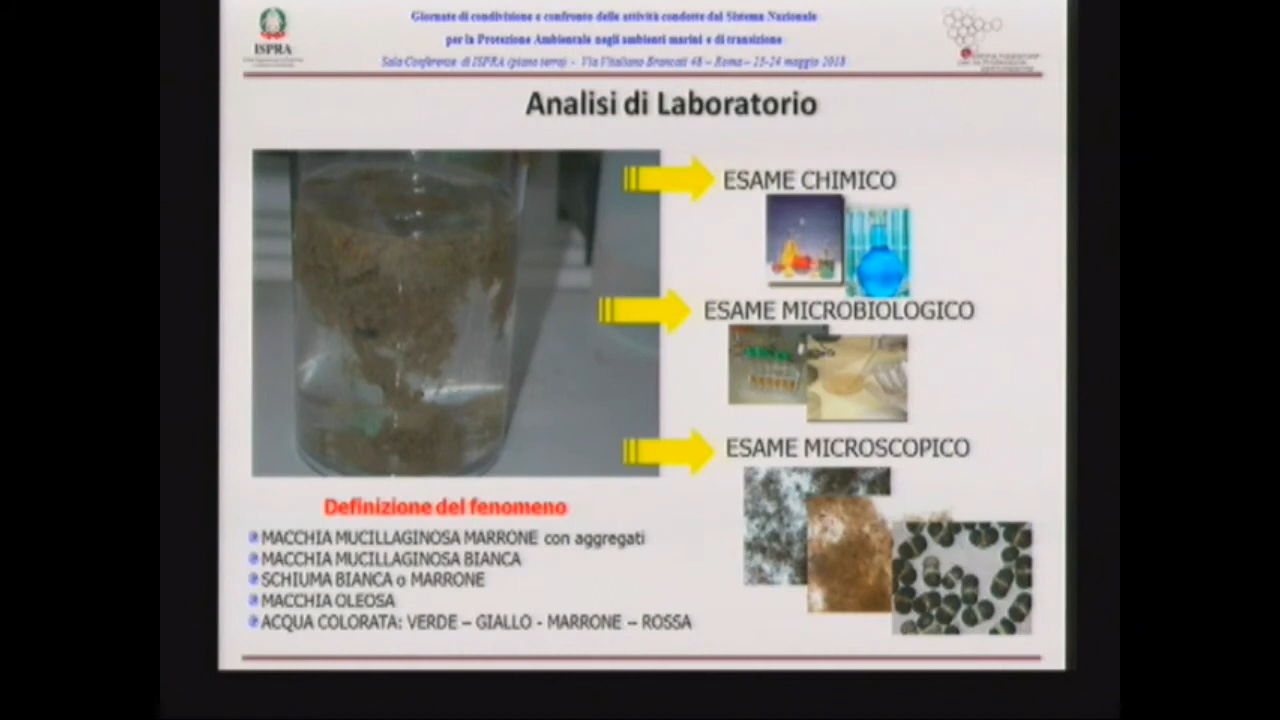 Giornate di condivisione e confronto delle attività condotte dal Sistema Nazionale
per la Protezione Ambientale negli ambienti marini e di transizione
Sala Conferenze di ISPRA (piano terra) - Via Vitaliano Brancati 48 – Roma – 23-24 maggio 2018
ISPRA
Analisi di Laboratorio
ESAME CHIMICO
ESAME MICROBIOLOGICO
ESAME MICROSCOPICO
Definizione del fenomeno
MACCHIA MUCILLAGINOSA MARRONE con aggregati
MACCHIA MUCILLAGINOSA BIANCA
SCHIUMA BIANCA o MARRONE
MACCHIA OLEOSA
ACQUA COLORATA: VERDE – GIALLO - MARRONE – ROSSA